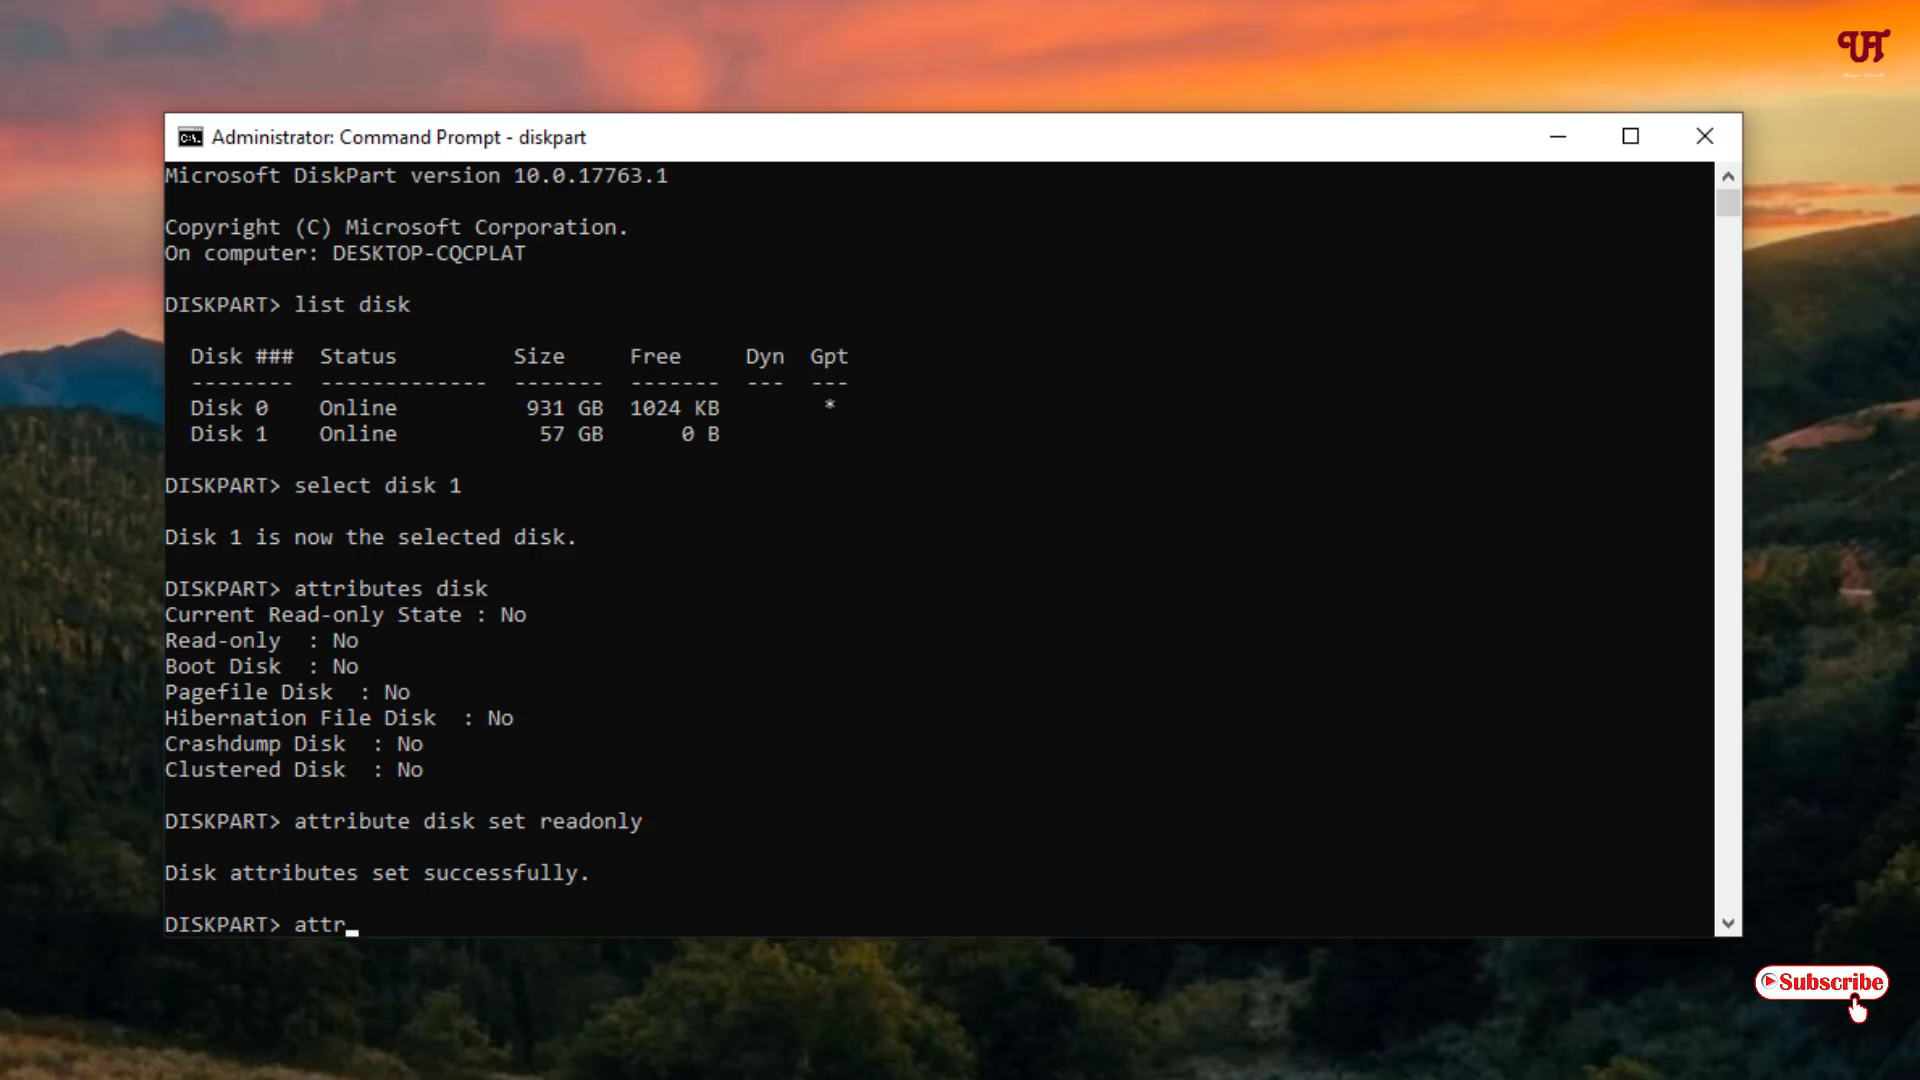 UT
Administrator: Command Prompt - diskpart
Microsoft DiskPart version 10.0.17763.1
Copyright (C) Microsoft Corporation.
On computer: DESKTOP-CQCPLAT
DISKPART> list disk
Disk ###  Status         Size     Free     Dyn  Gpt
--------  -------------  -------  -------  ---  ---
Disk 0    Online          931 GB  1024 KB        *
Disk 1    Online           57 GB      0 B
DISKPART> select disk 1
Disk 1 is now the selected disk.
DISKPART> attributes disk
Current Read-only State : No
Read-only  : No
Boot Disk  : No
Pagefile Disk  : No
Hibernation File Disk  : No
Crashdump Disk  : No
Clustered Disk  : No
DISKPART> attribute disk set readonly
Disk attributes set successfully.
DISKPART> attr_
Subscribe